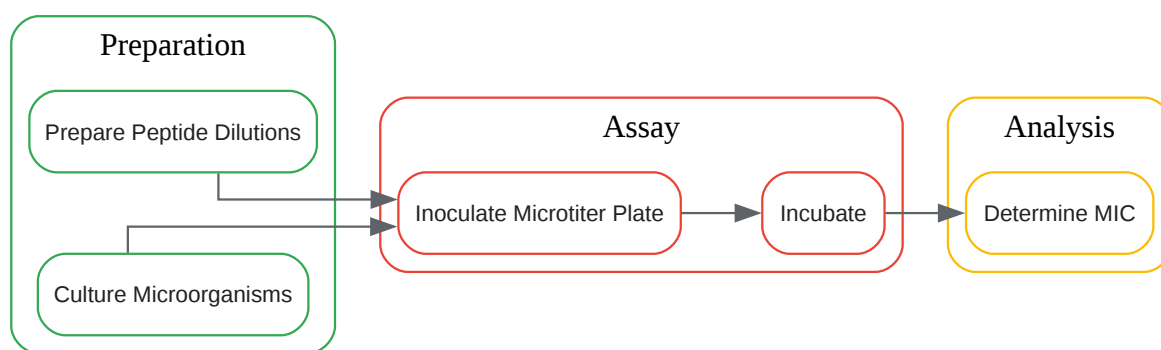 Preparation
Prepare Peptide Dilutions
Culture Microorganisms
Assay
Inoculate Microtiter Plate
Incubate
Analysis
Determine MIC